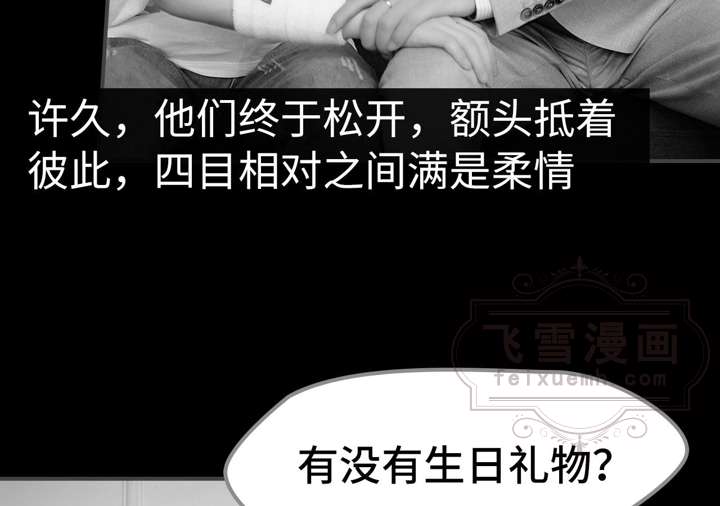 许久，他们终于松开，额头抵着
彼此，四目相对之间满是柔情
飞雪漫画
feixuemh.com
有没有生日礼物？